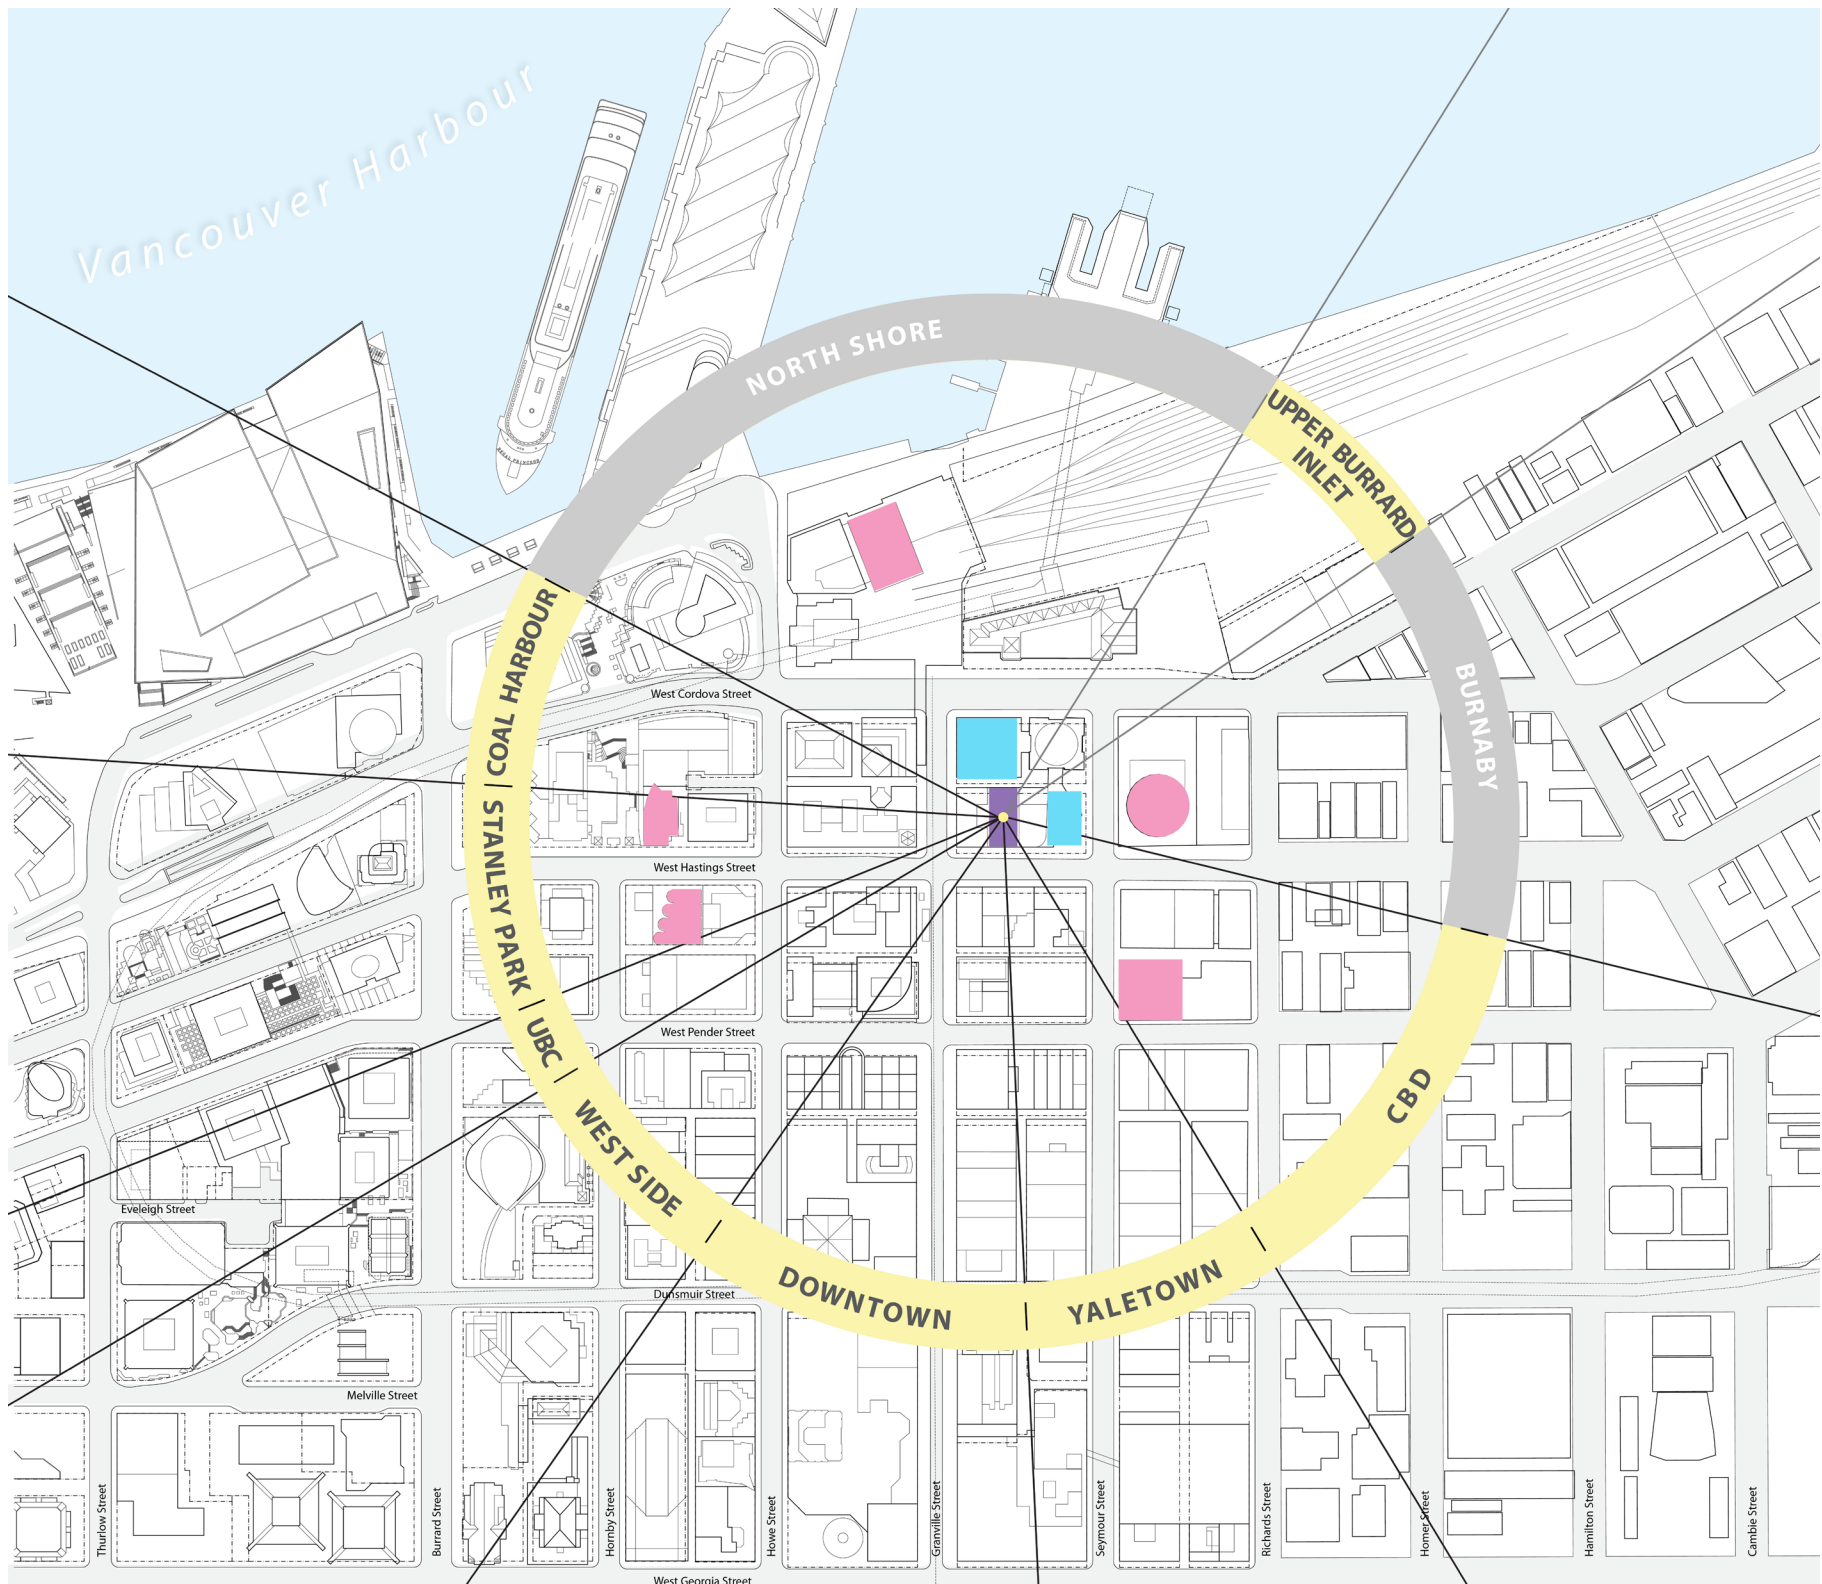 Vancouver Harbour
NORTH SHORE
UPPER BURRARD
INLET
BURNABY
COAL HARBOUR
STANLEY PARK
UBC
WEST SIDE
DOWNTOWN
YALETOWN
CBD
West Cordova Street
West Hastings Street
West Pender Street
Eveleigh Street
Dunsmuir Street
Melville Street
Thurlow Street
Burrard Street
Hornby Street
Howe Street
Granville Street
Seymour Street
Richards Street
Homer Street
Hamilton Street
Cambie Street
West Georgia Street